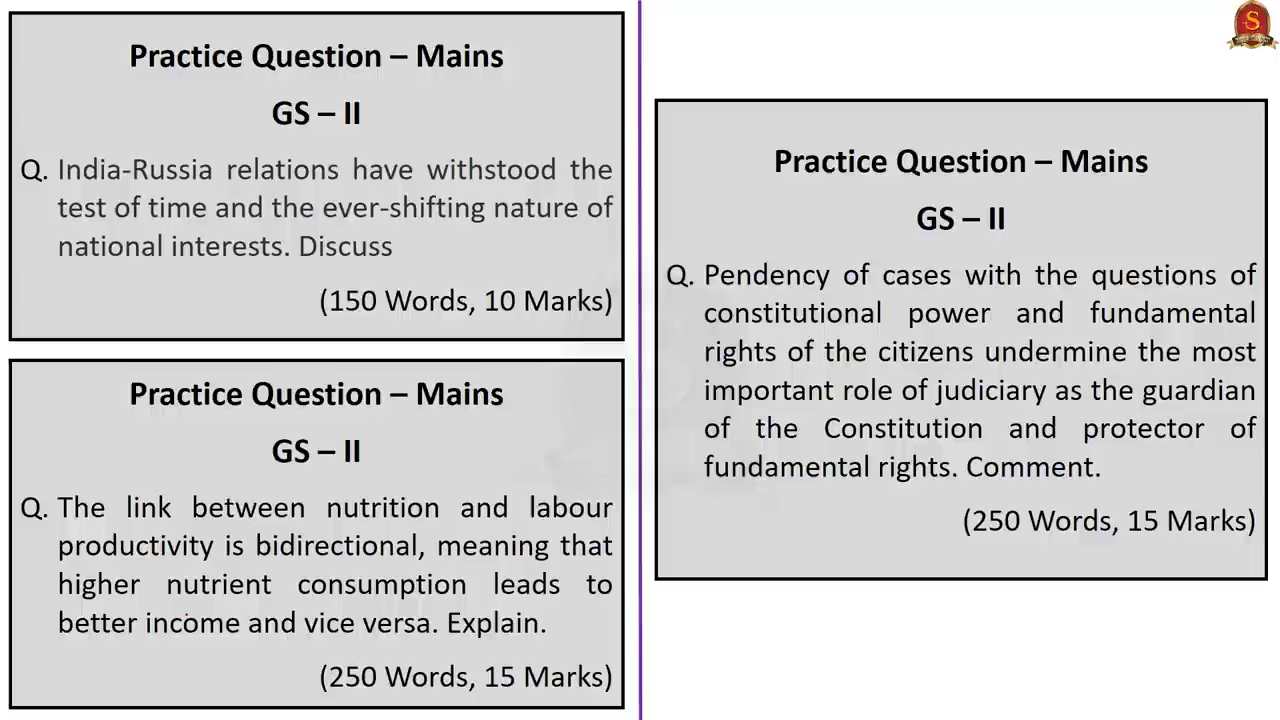 Practice Question – Mains
GS – II
Q. India-Russia relations have withstood the
test of time and the ever-shifting nature of
national interests. Discuss
(150 Words, 10 Marks)
Practice Question – Mains
GS – II
Q. The link between nutrition and labour
productivity is bidirectional, meaning that
higher nutrient consumption leads to
better income and vice versa. Explain.
(250 Words, 15 Marks)
S
Practice Question – Mains
GS – II
Q. Pendency of cases with the questions of
constitutional power and fundamental
rights of the citizens undermine the most
important role of judiciary as the guardian
of the Constitution and protector of
fundamental rights. Comment.
(250 Words, 15 Marks)